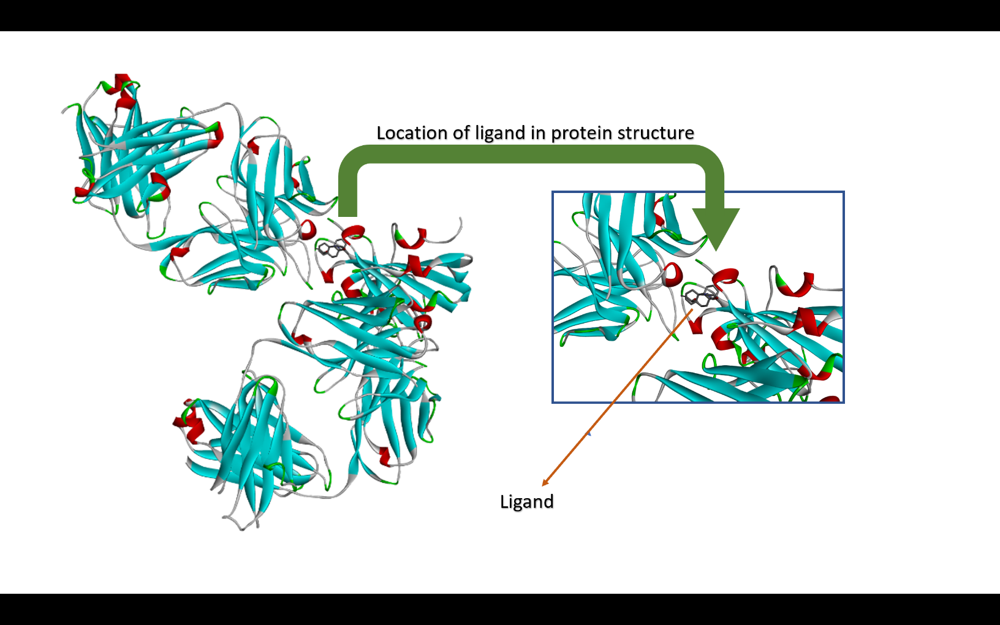 Location of ligand in protein structure
Ligand